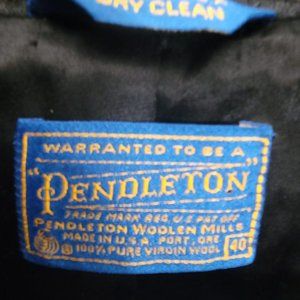 DRY CLEAN
WARRANTED TO BE A
"PENDLETON"
TRADE MARK REG. U.S. PAT. OFF.
PENDLETON WOOLEN MILLS
MADE IN U.S.A. PORT., ORE.
100% PURE VIRGIN WOOL
40